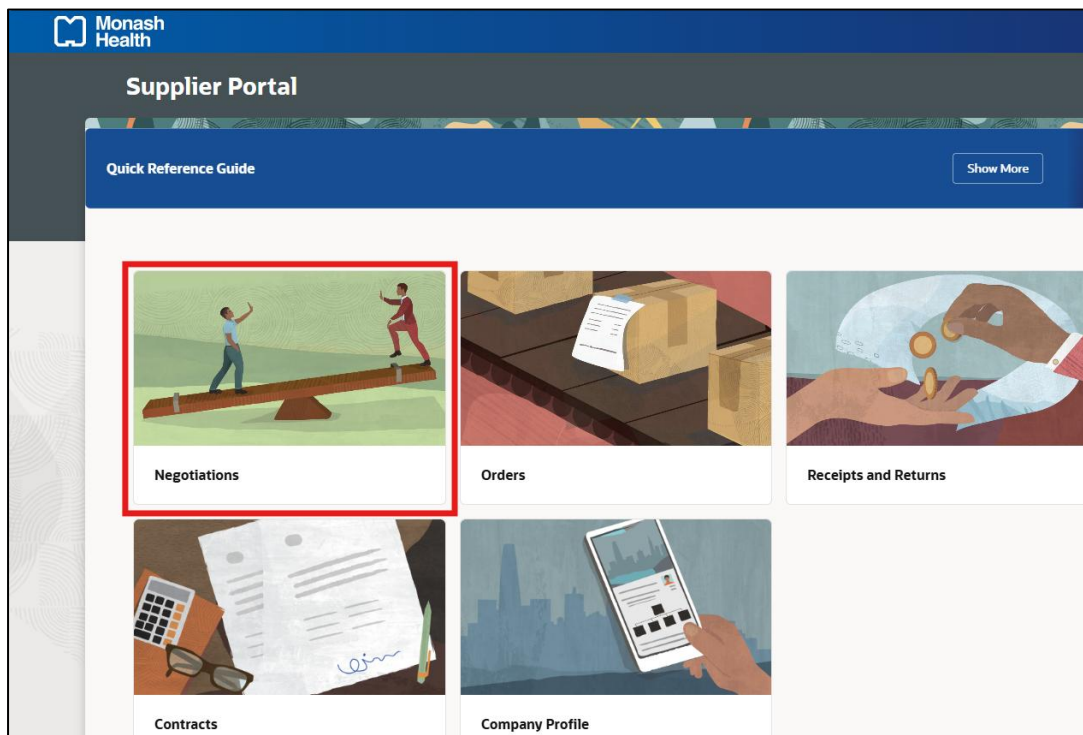 Monash
Health
Supplier Portal
Quick Reference Guide
Show More
Negotiations
Orders
Receipts and Returns
Contracts
Company Profile